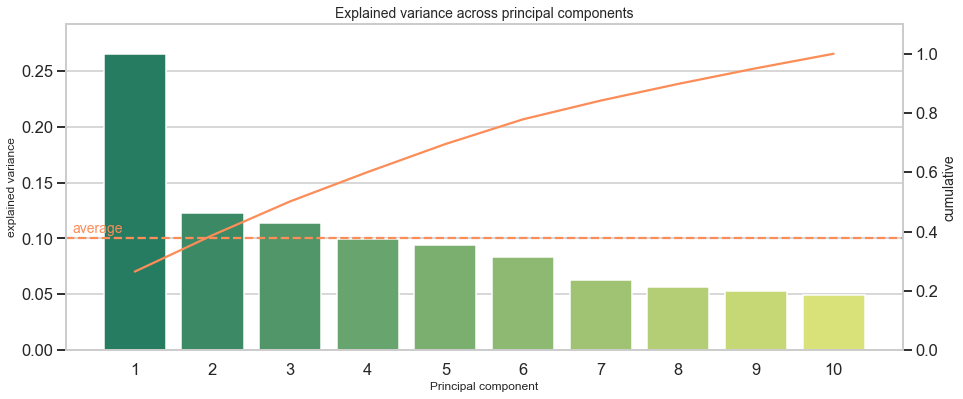 Explained variance across principal components
0.25
0.20
0.15
0.10
0.05
0.00
explained variance
average
1.0
0.8
0.6
0.4
0.2
0.0
cumulative
1 2 3 4 5 6 7 8 9 10
Principal component